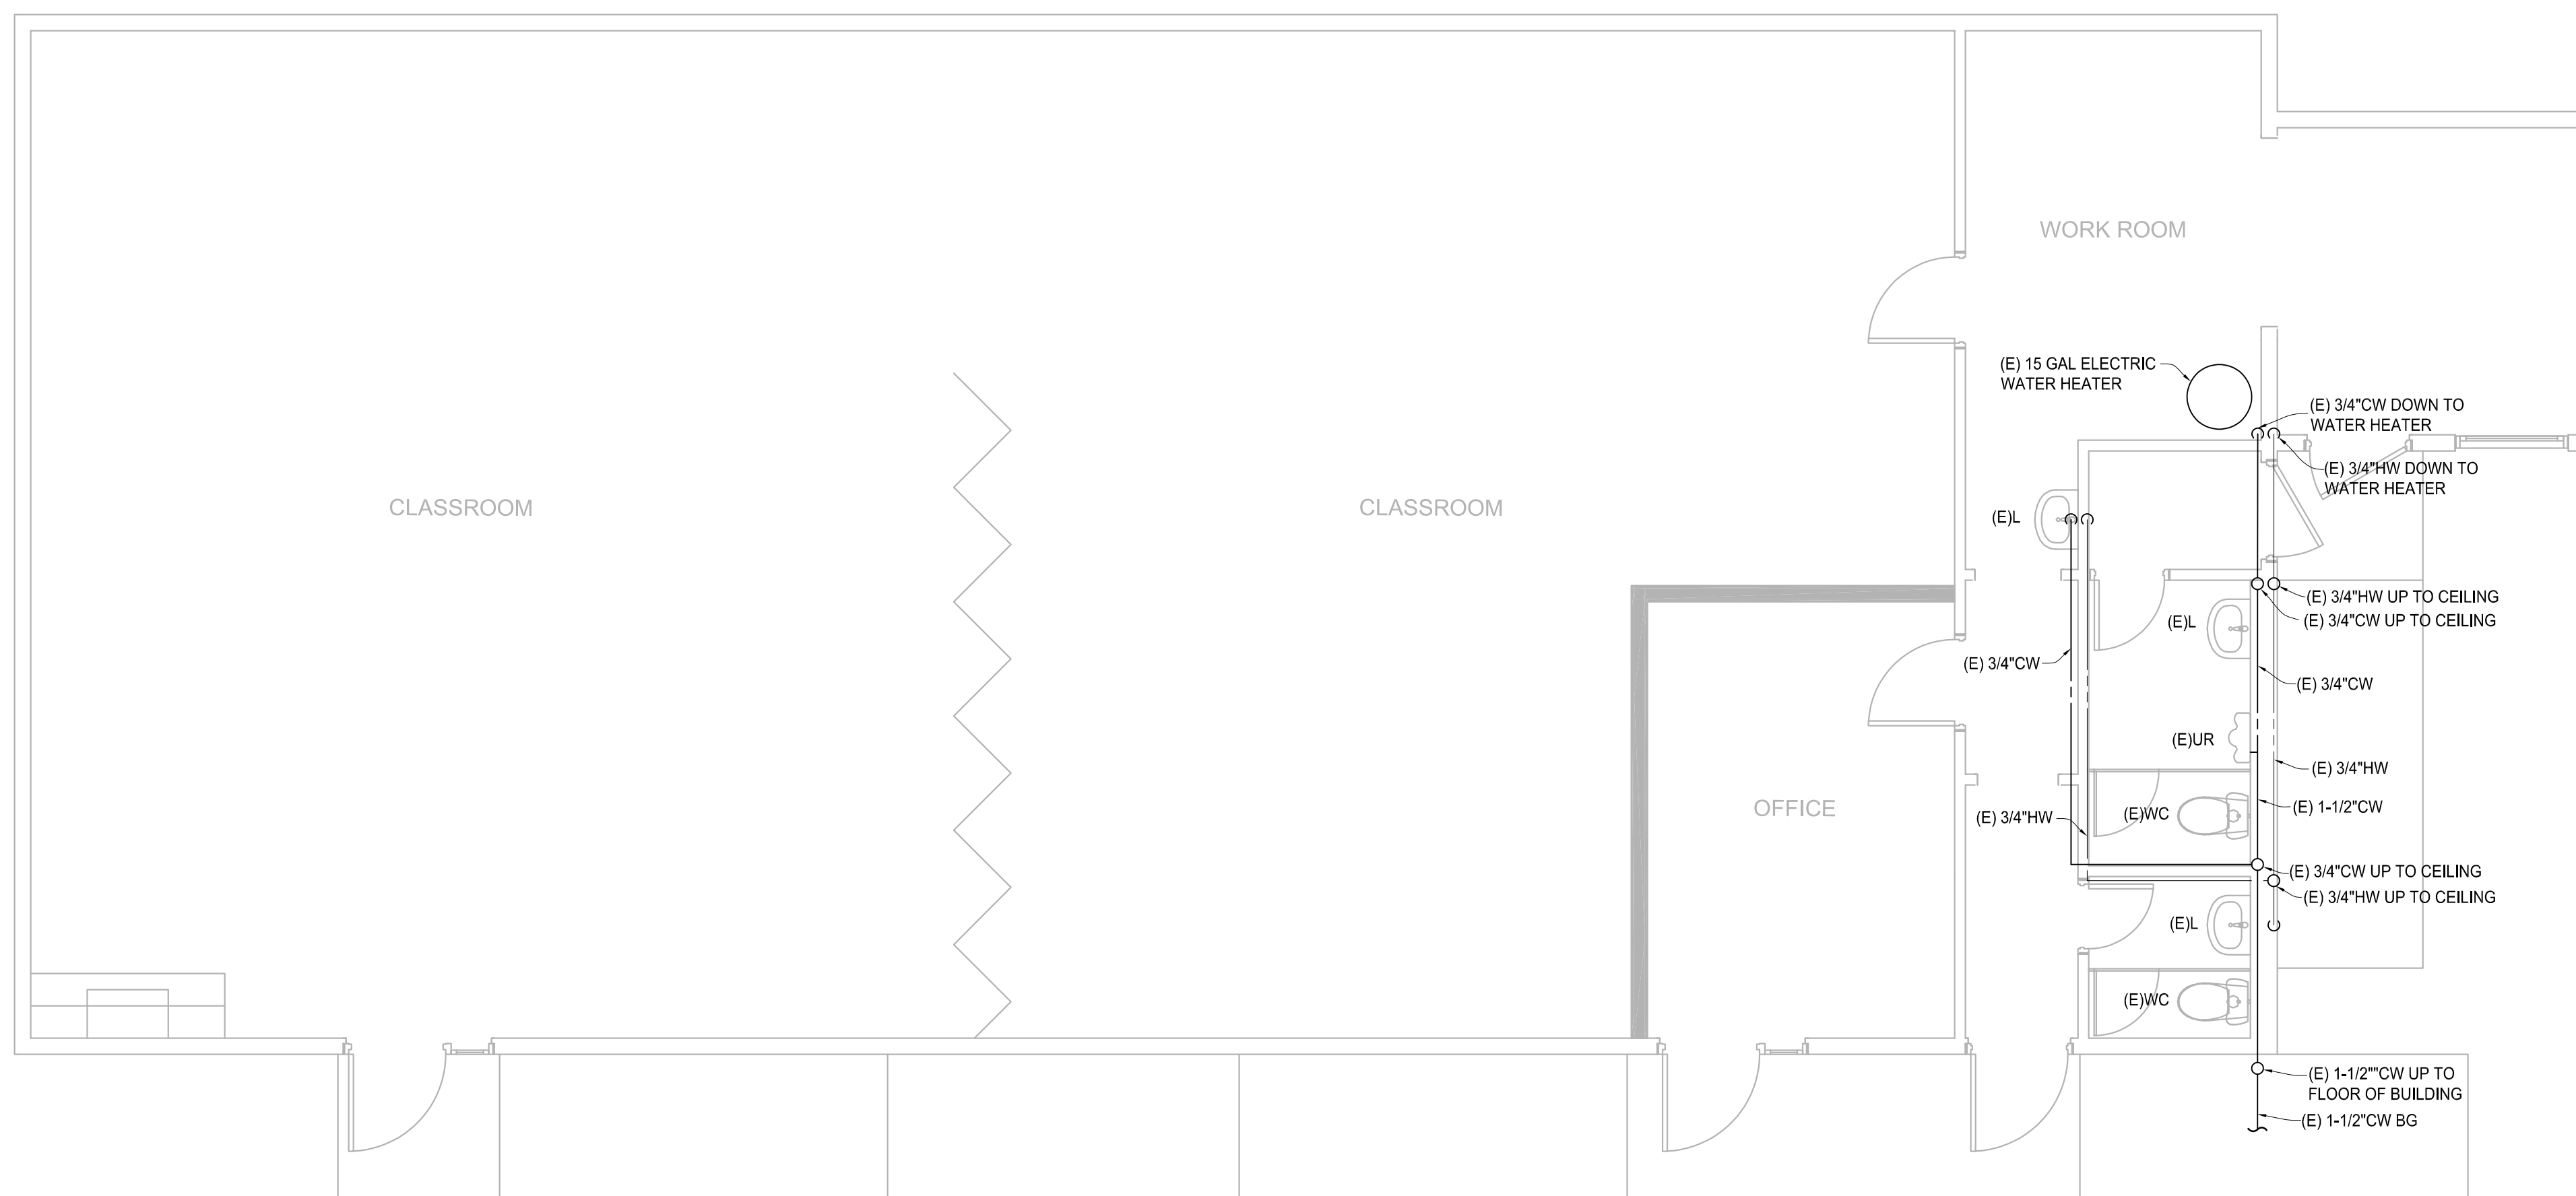 WORK ROOM
(E) 15 GAL ELECTRIC
WATER HEATER
(E) 3/4"CW DOWN TO
WATER HEATER
(E) 3/4"HW DOWN TO
WATER HEATER
CLASSROOM
CLASSROOM
(E)L
(E) 3/4"HW UP TO CEILING
(E) 3/4"CW UP TO CEILING
(E)L
(E) 3/4"CW
(E) 3/4"CW
(E)UR
(E) 3/4"HW
OFFICE
(E) 1-1/2"CW
(E)WC
(E) 3/4"HW
(E) 3/4"CW UP TO CEILING
(E) 3/4"HW UP TO CEILING
(E)L
(E)WC
(E) 1-1/2""CW UP TO
FLOOR OF BUILDING
(E) 1-1/2"CW BG